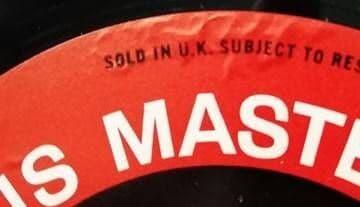 SOLD IN U.K. SUBJECT TO RES
IS MASTE